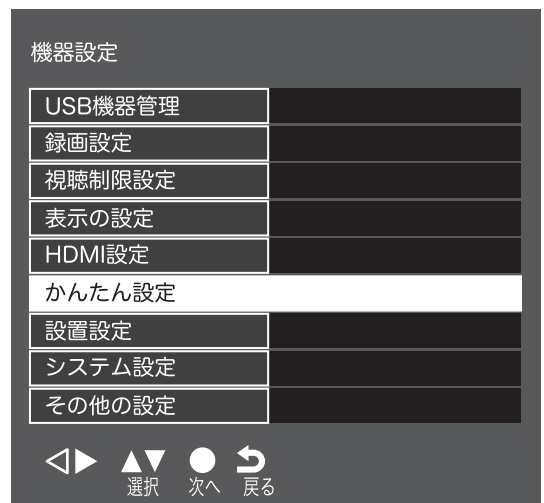 機器設定
USB機器管理
録画設定
視聴制限設定
表示の設定
HDMI設定
かんたん設定
設置設定
システム設定
その他の設定
選択 次へ 戻る